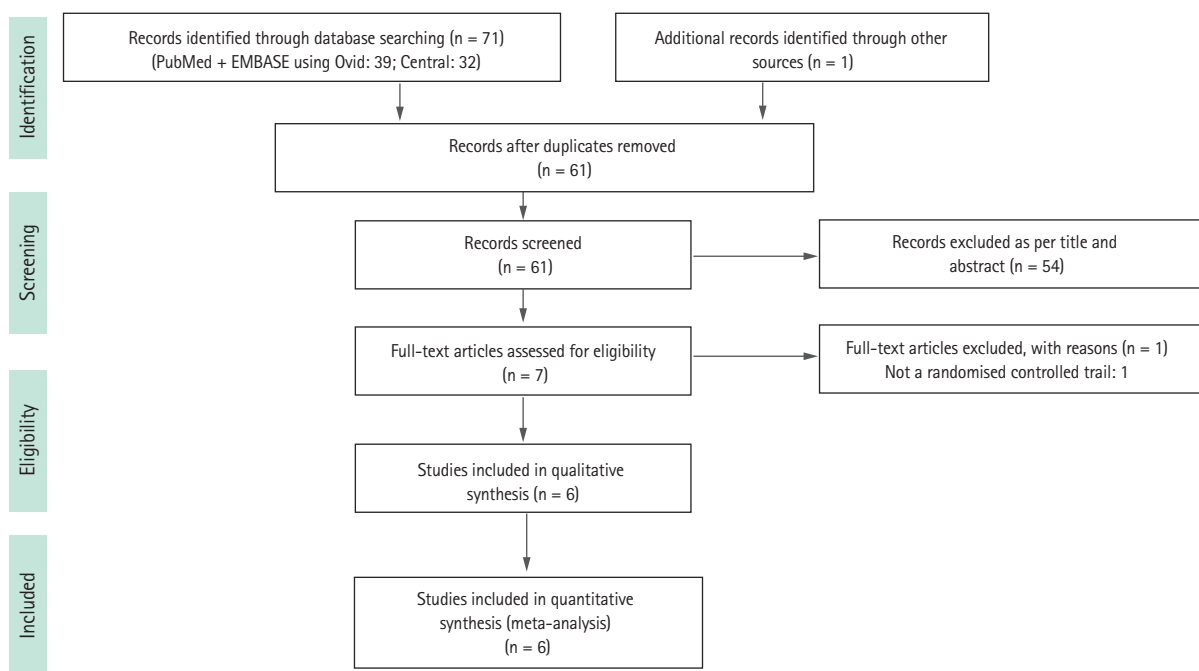 Identification
Records identified through database searching (n = 71)
(PubMed + EMBASE using Ovid: 39; Central: 32)
Additional records identified through other
sources (n = 1)
Records after duplicates removed
(n = 61)
Screening
Records screened
(n = 61)
Records excluded as per title and
abstract (n = 54)
Full-text articles assessed for eligibility
(n = 7)
Full-text articles excluded, with reasons (n = 1)
Not a randomised controlled trail: 1
Eligibility
Studies included in qualitative
synthesis (n = 6)
Included
Studies included in quantitative
synthesis (meta-analysis)
(n = 6)